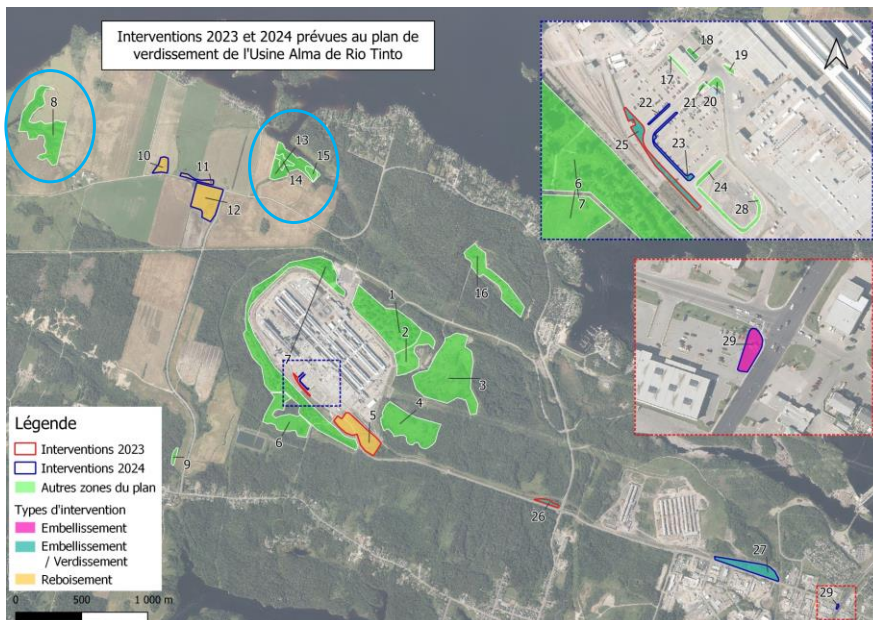 Interventions 2023 et 2024 prévues au plan de
verdissement de l'Usine Alma de Rio Tinto
8
10
11
12
13
14
15
16
1
2
3
4
5
6
7
9
26
27
29
17
18
19
20
21
22
23
24
25
28
6
7
29
Légende
Interventions 2023
Interventions 2024
Autres zones du plan
Types d'intervention
Embellissement
Embellissement
/ Verdissement
Reboisement
0 500 1 000 m